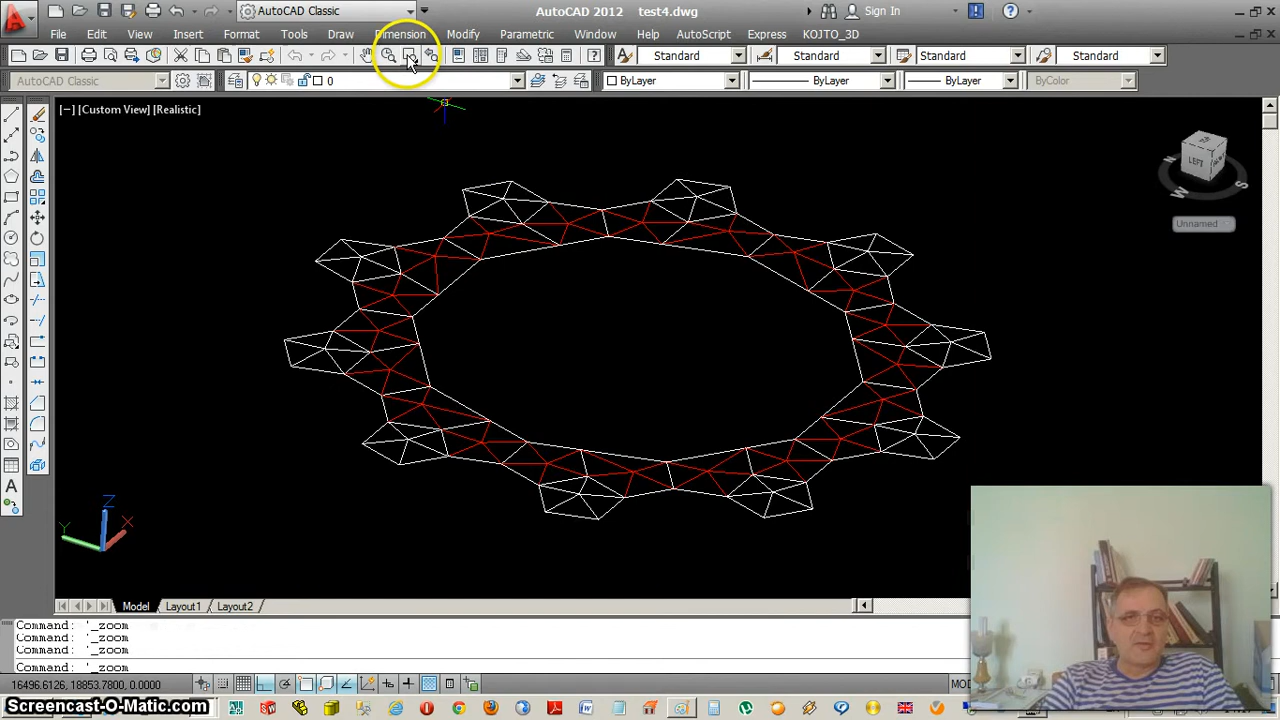 AutoCAD Classic
AutoCAD 2012 test4.dwg
Sign In
File Edit View Insert Format Tools Draw Dimension Modify Parametric Window Help AutoScript Express KOJTO_3D
Standard Standard Standard Standard
AutoCAD Classic 0 ByLayer ByLayer ByLayer ByColor
[−] [Custom View] [Realistic]
TOP
LEFT
N
W
S
Unnamed
Z
Y
X
Model Layout1 Layout2
Command: '_zoom
Command: '_zoom
Command: '_zoom
Command: '_zoom
16496.6126, 18853.7800, 0.0000
Screencast-O-Matic.com